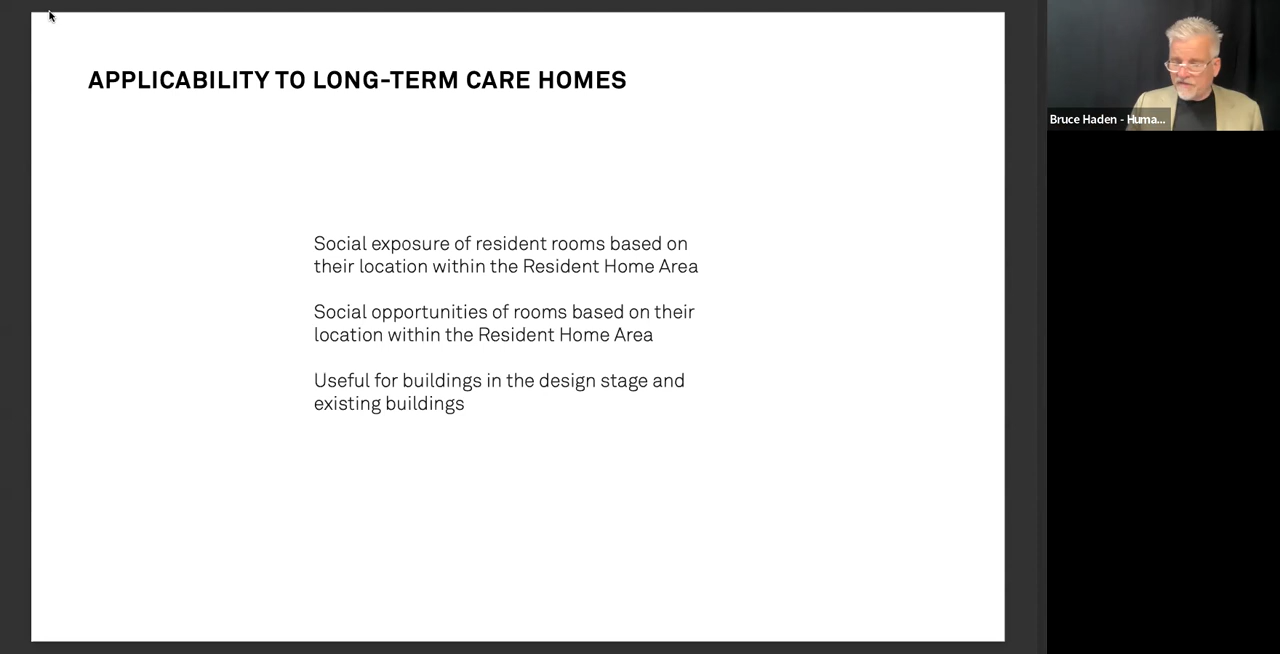 APPLICABILITY TO LONG-TERM CARE HOMES
Social exposure of resident rooms based on
their location within the Resident Home Area
Social opportunities of rooms based on their
location within the Resident Home Area
Useful for buildings in the design stage and
existing buildings
Bruce Haden - Huma...